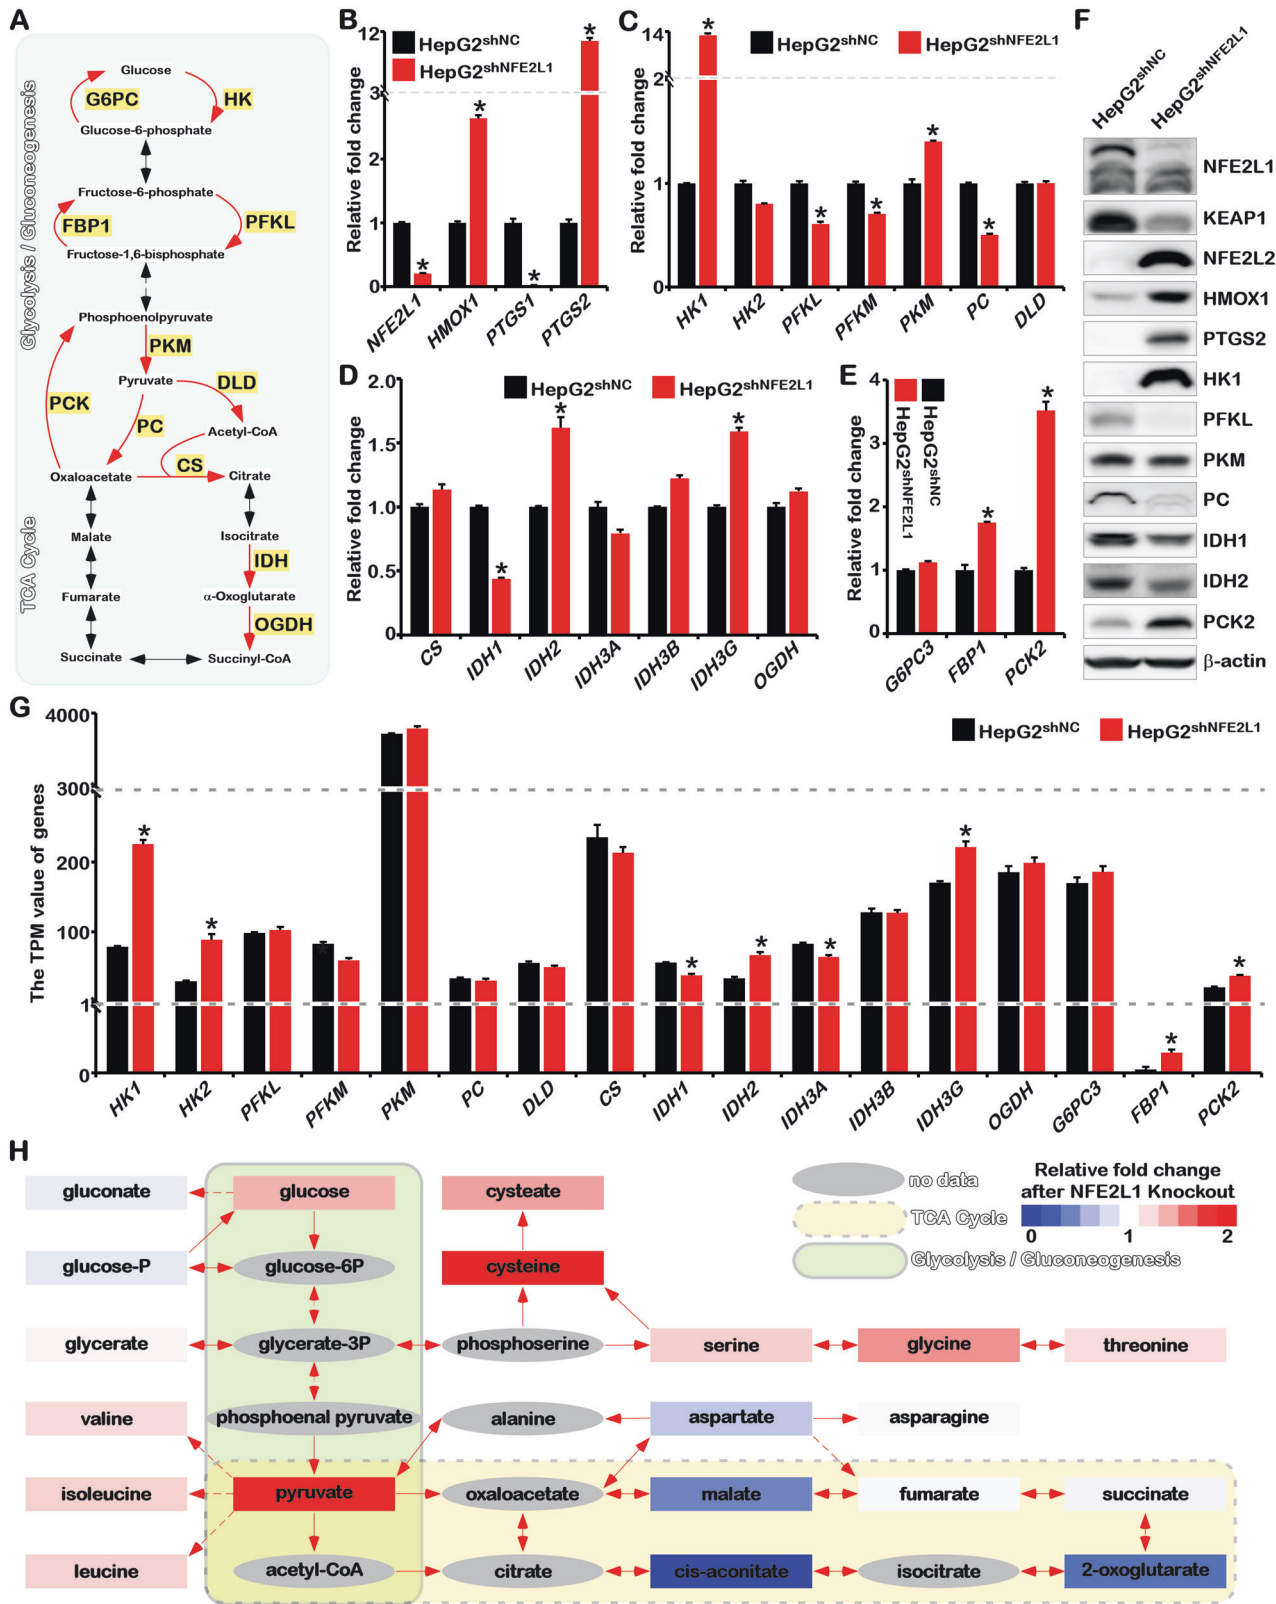 A
Glycolysis / Gluconeogenesis
TCA Cycle
Glucose
G6PC
HK
Glucose-6-phosphate
Fructose-6-phosphate
FBP1
PFKL
Fructose-1,6-bisphosphate
Phosphoenolpyruvate
PKM
Pyruvate
DLD
PCK
PC
Acetyl-CoA
CS
Oxaloacetate
Citrate
Malate
Isocitrate
IDH
Fumarate
α-Oxoglutarate
OGDH
Succinate
Succinyl-CoA
B
Relative fold change
12
3
2
1
0
HepG2shNC
HepG2shNFE2L1
*
*
*
*
NFE2L1
HMOX1
PTGS1
PTGS2
C
Relative fold change
14
2
1
0
HepG2shNC
HepG2shNFE2L1
*
*
*
*
*
HK1
HK2
PFKL
PFKM
PKM
PC
DLD
D
Relative fold change
2.0
1.5
1.0
0.5
0
HepG2shNC
HepG2shNFE2L1
*
*
*
CS
IDH1
IDH2
IDH3A
IDH3B
IDH3G
OGDH
E
Relative fold change
4
3
2
1
0
HepG2shNFE2L1
HepG2shNC
*
*
G6PC3
FBP1
PCK2
F
HepG2shNC
HepG2shNFE2L1
NFE2L1
KEAP1
NFE2L2
HMOX1
PTGS2
HK1
PFKL
PKM
PC
IDH1
IDH2
PCK2
β-actin
G
The TPM value of genes
4000
300
200
100
1
0
HepG2shNC
HepG2shNFE2L1
*
*
*
*
*
*
*
*
HK1
HK2
PFKL
PFKM
PKM
PC
DLD
CS
IDH1
IDH2
IDH3A
IDH3B
IDH3G
OGDH
G6PC3
FBP1
PCK2
H
no data
TCA Cycle
Glycolysis / Gluconeogenesis
Relative fold change
after NFE2L1 Knockout
0 1 2
gluconate
glucose
cysteate
glucose-P
glucose-6P
cysteine
glycerate
glycerate-3P
phosphoserine
serine
glycine
threonine
valine
phosphoenal pyruvate
alanine
aspartate
asparagine
isoleucine
pyruvate
oxaloacetate
malate
fumarate
succinate
leucine
acetyl-CoA
citrate
cis-aconitate
isocitrate
2-oxoglutarate